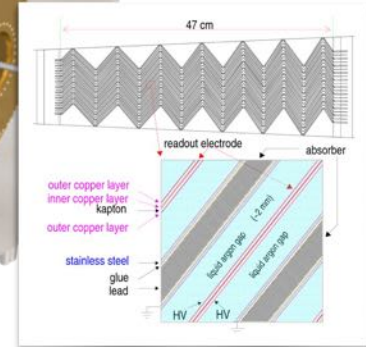 47 cm
readout electrode
absorber
outer copper layer
inner copper layer
kapton
outer copper layer
stainless steel
glue
lead
(~2 mm)
liquid argon gap
liquid argon gap
HV
HV